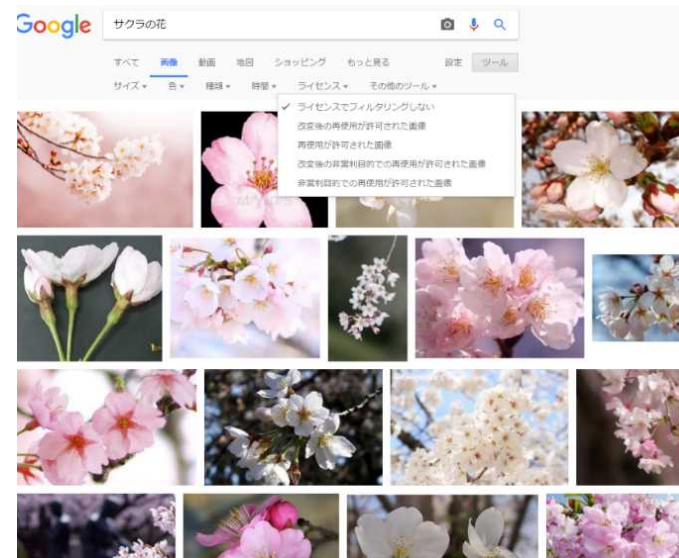 Google サクラの花
すべて 画像 動画 地図 ショッピング もっと見る 設定 ツール
サイズ 色 種類 時間 ライセンス その他のツール
ライセンスでフィルタリングしない
改変後の再使用が許可された画像
再使用が許可された画像
改変後の非営利目的での再使用が許可された画像
非営利目的での再使用が許可された画像